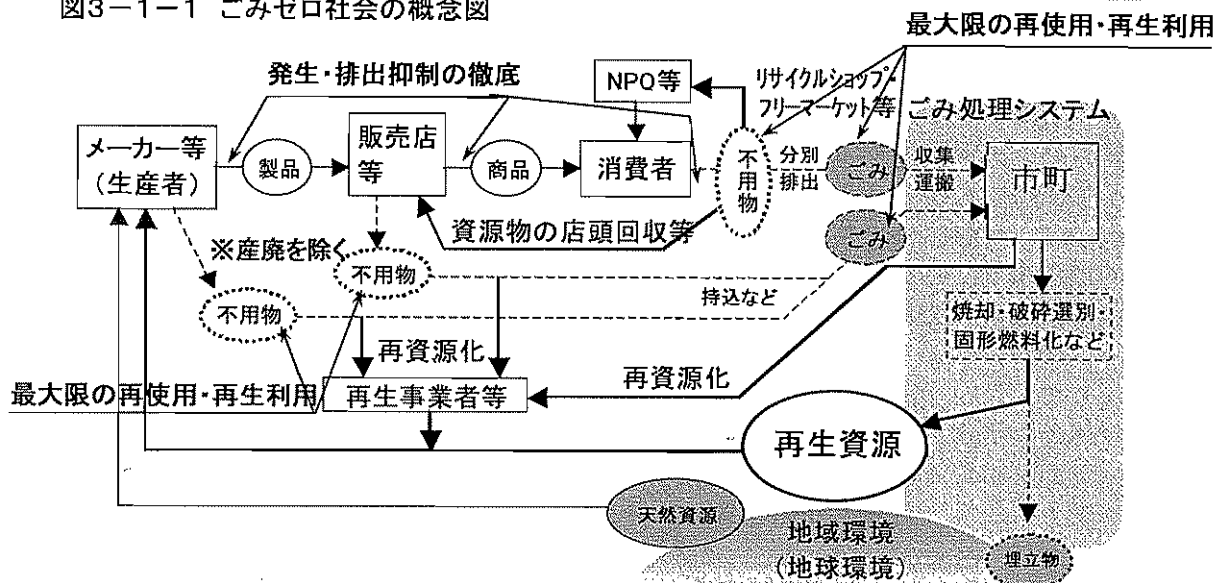 図3－1－1 ごみゼロ社会の概念図
最大限の再使用・再生利用
発生・排出抑制の徹底
NPO等
リサイクルショップ・
フリーマーケット等
ごみ処理システム
メーカー等
（生産者）
製品
販売店
等
商品
消費者
不用物
分別
排出
ごみ
収集
運搬
市町
資源物の店頭回収等
ごみ
※産廃を除く
不用物
持込など
不用物
焼却・破砕選別・
固形燃料化など
再資源化
再資源化
最大限の再使用・再生利用
再生事業者等
再生資源
天然資源
地域環境
（地球環境）
埋立物